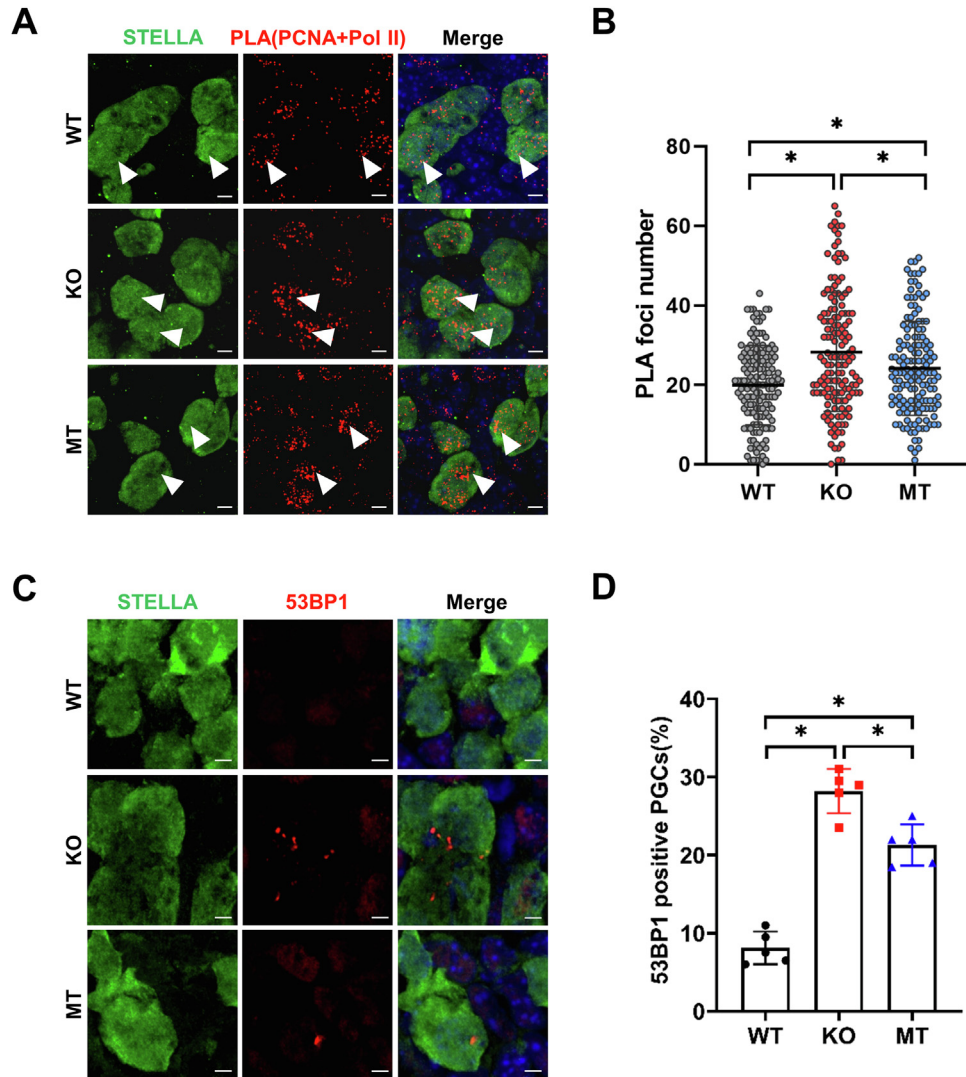 A
STELLA PLA(PCNA+Pol II) Merge
WT
KO
MT
B
PLA foci number
80
60
40
20
0
* 
* *
WT KO MT
C
STELLA 53BP1 Merge
WT
KO
MT
D
53BP1 positive PGCs(%)
40
30
20
10
0
*
* *
WT KO MT